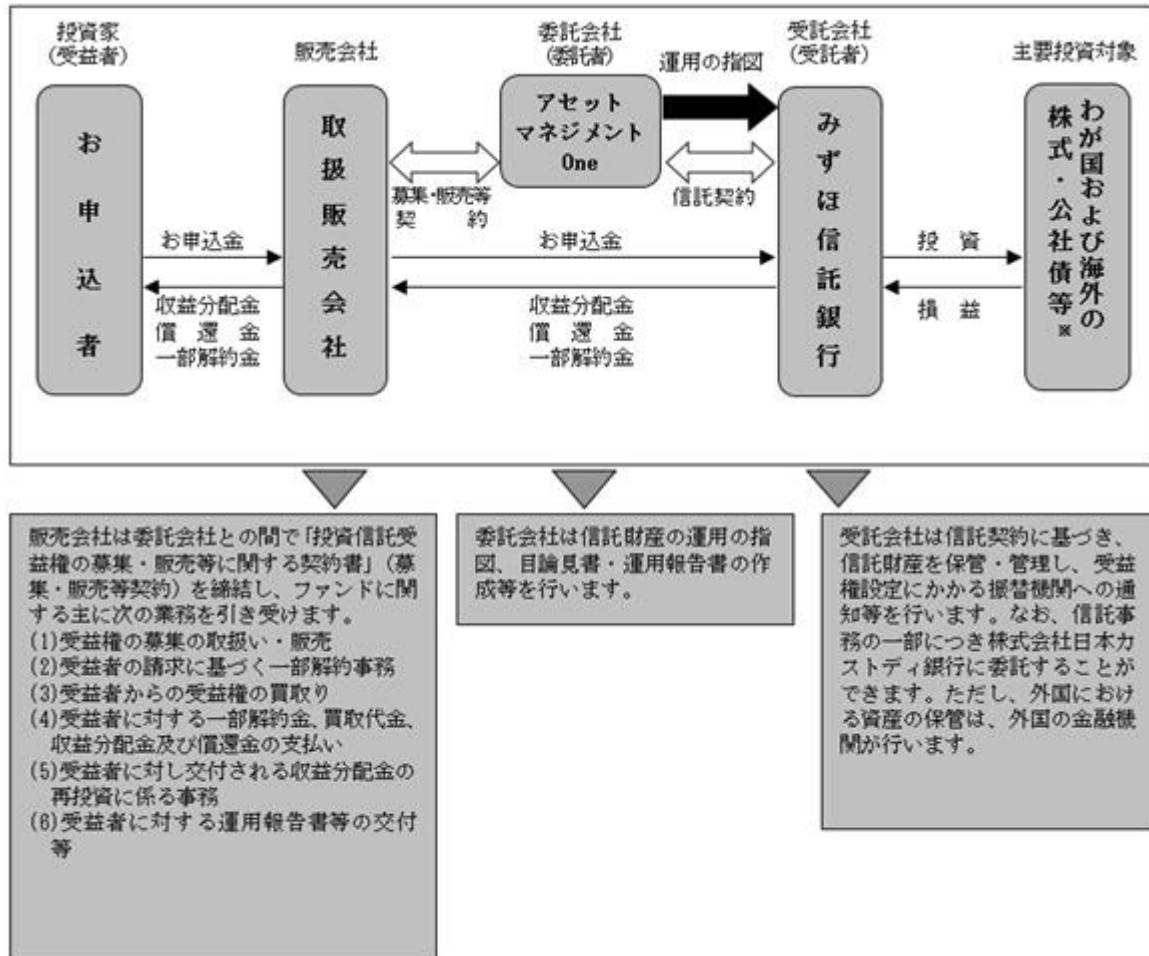 投資家
(受益者)
販売会社
委託会社
(委託者)
運用の指図
受託会社
(受託者)
主要投資対象
お申込者
取扱販売会社
アセット
マネジメント
One
みずほ信託銀行
わが国および海外の
株式・公社債等※
募集・販売等
契約
信託契約
お申込金
お申込金
投資
収益分配金
償還金
一部解約金
収益分配金
償還金
一部解約金
損益
販売会社は委託会社との間で「投資信託受
益権の募集・販売等に関する契約書」(募
集・販売等契約)を締結し、ファンドに関
する主に次の業務を引き受けます。
(1)受益権の募集の取扱い・販売
(2)受益者の請求に基づく一部解約事務
(3)受益者からの受益権の買取り
(4)受益者に対する一部解約金、買取代金、
収益分配金及び償還金の支払い
(5)受益者に対し交付される収益分配金の
再投資に係る事務
(6)受益者に対する運用報告書等の交付
等
委託会社は信託財産の運用の指
図、目論見書・運用報告書の作
成等を行います。
受託会社は信託契約に基づき、
信託財産を保管・管理し、受益
権設定にかかる振替機関への通
知等を行います。なお、信託事
務の一部につき株式会社日本カ
ストディ銀行に委託することが
できます。ただし、外国におけ
る資産の保管は、外国の金融機
関が行います。